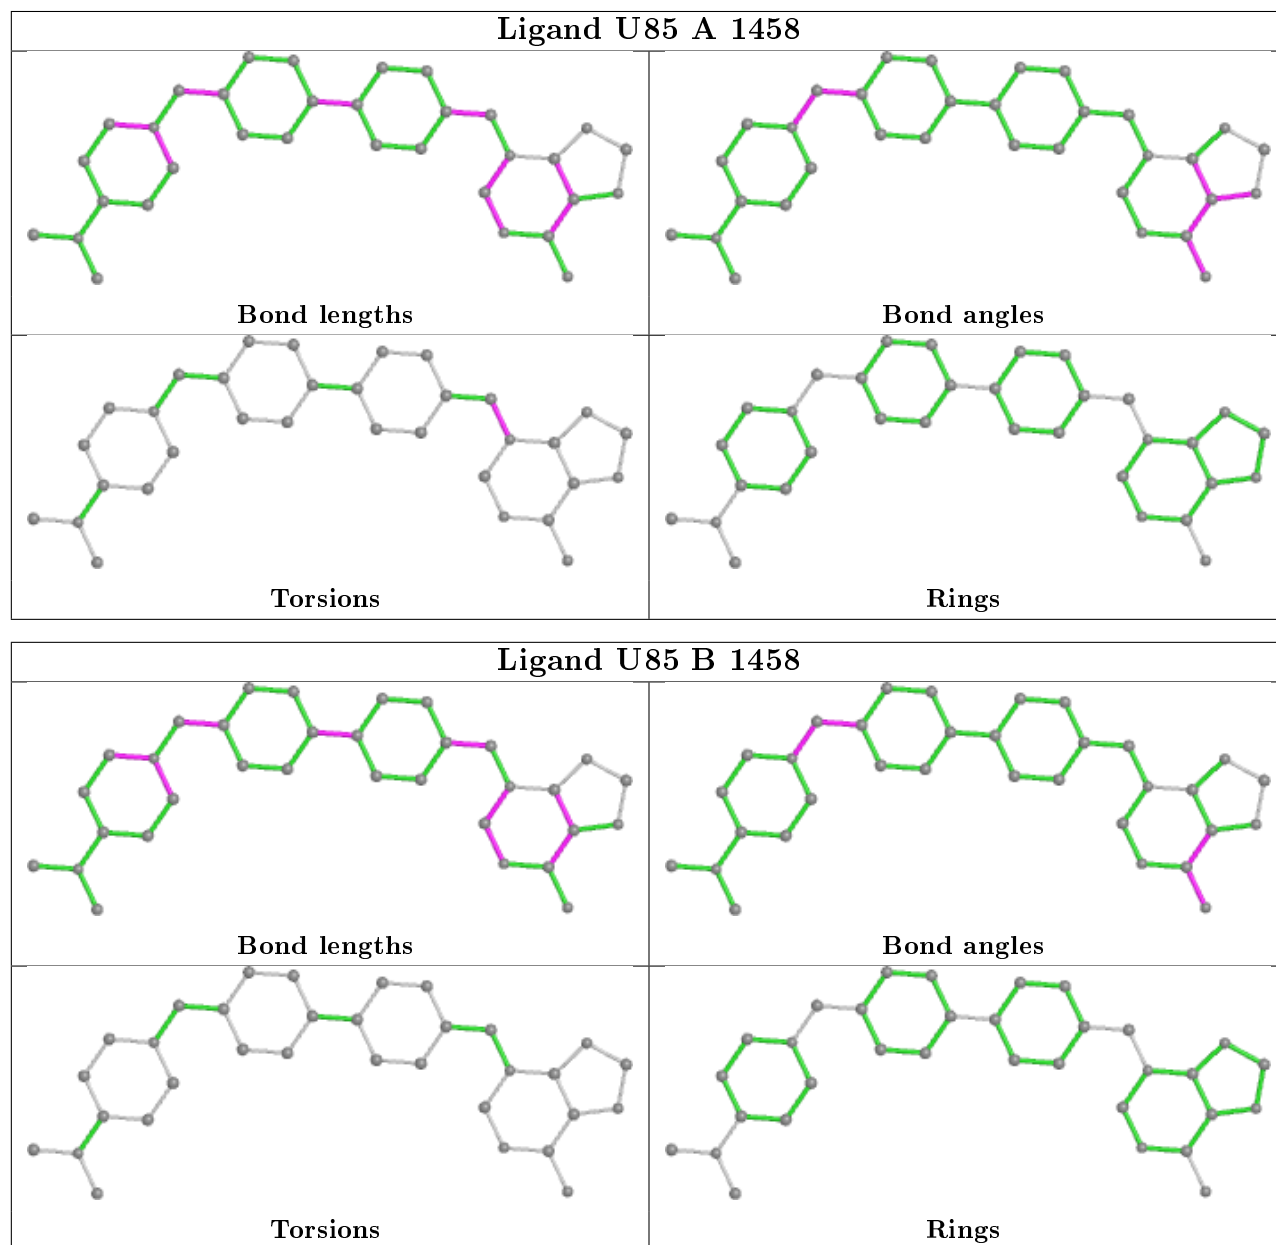 Ligand U85 A 1458
Bond lengths
Bond angles
Torsions
Rings
Ligand U85 B 1458
Bond lengths
Bond angles
Torsions
Rings